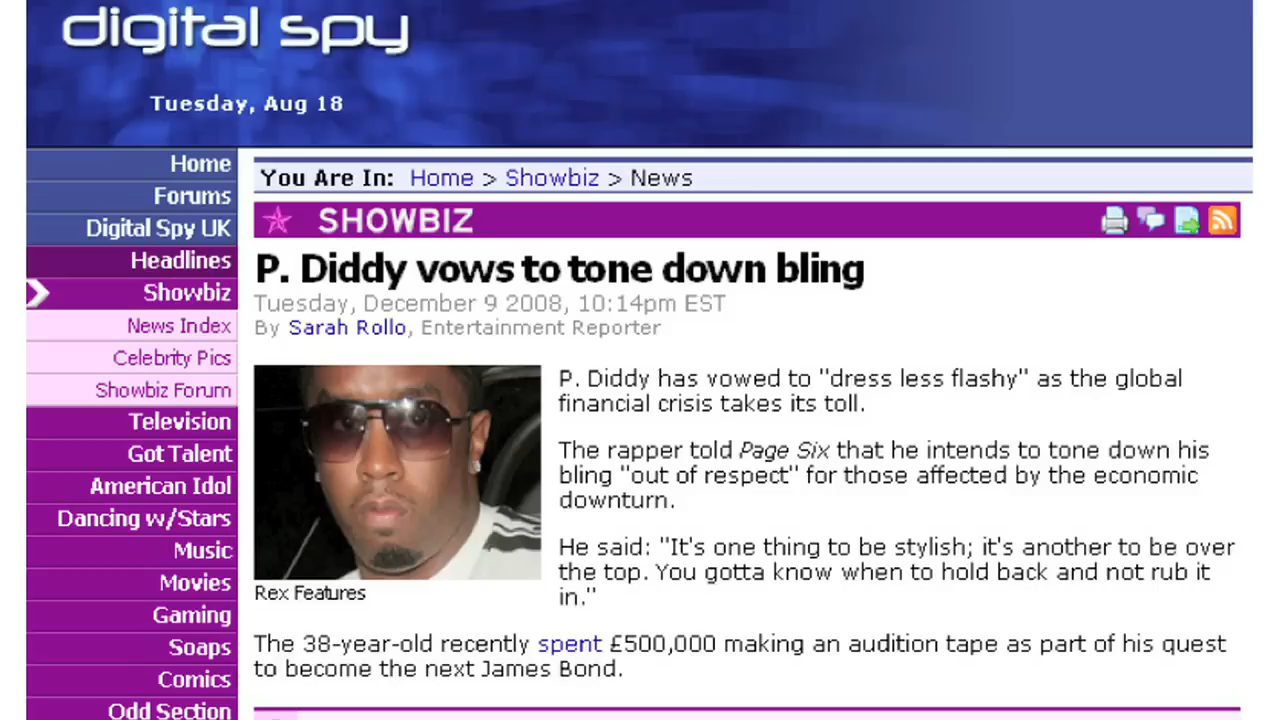 digital spy
Tuesday, Aug 18
Home
Forums
Digital Spy UK
Headlines
Showbiz
News Index
Celebrity Pics
Showbiz Forum
Television
Got Talent
American Idol
Dancing w/Stars
Music
Movies
Gaming
Soaps
Comics
Odd Section
You Are In: Home > Showbiz > News
SHOWBIZ
P. Diddy vows to tone down bling
Tuesday, December 9 2008, 10:14pm EST
By Sarah Rollo, Entertainment Reporter
P. Diddy has vowed to "dress less flashy" as the global
financial crisis takes its toll.
The rapper told Page Six that he intends to tone down his
bling "out of respect" for those affected by the economic
downturn.
He said: "It's one thing to be stylish; it's another to be over
the top. You gotta know when to hold back and not rub it
in."
Rex Features
The 38-year-old recently spent £500,000 making an audition tape as part of his quest
to become the next James Bond.